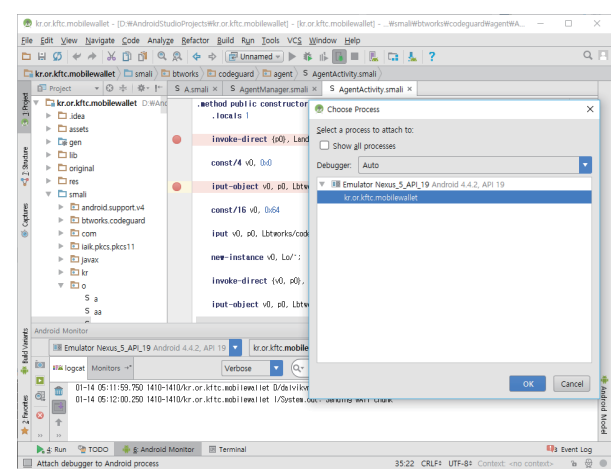 kr.or.kftc.mobilewallet - [D:₩AndroidStudioProjects₩kr.or.kftc.mobilewallet] - [kr.or.kftc.mobilewallet] - ...₩smali₩btworks₩codeguard₩agent₩A...
File Edit View Navigate Code Analyze Refactor Build Run Tools VCS Window Help
Unnamed
kr.or.kftc.mobilewallet smali btworks codeguard agent AgentActivity.smali
Project
A.smali × AgentManager.smali × AgentActivity.smali ×
1: Project
7: Structure
Captures
Build Variants
2: Favorites
kr.or.kftc.mobilewallet D:₩And
.idea
assets
gen
lib
original
res
smali
android.support.v4
btworks.codeguard
com
iaik.pkcs.pkcs11
javax
kr
o
a
aa
.method public constructor
.locals 1
invoke-direct {p0}, Land
const/4 v0, 0x0
iput-object v0, p0, Lbtw
const/16 v0, 0x64
iput v0, p0, Lbtworks/code
new-instance v0, Lo/
invoke-direct {v0, p0},
iput-object v0, p0, Lbtw
Choose Process
Select a process to attach to:
Show all processes
Debugger: Auto
Emulator Nexus_5_API_19 Android 4.4.2, API 19
kr.or.kftc.mobilewallet
OK Cancel
Android Monitor
Emulator Nexus_5_API_19 Android 4.4.2, API 19 kr.or.kftc.mobile
logcat Monitors Verbose
01-14 05:11:59.750 1410-1410/kr.or.kftc.mobilewallet D/dalvikvm
01-14 05:12:00.250 1410-1410/kr.or.kftc.mobilewallet I/System.out: Sending WAIT chunk
Android Model
4: Run TODO 6: Android Monitor Terminal Event Log
Attach debugger to Android process 35:22 CRLF UTF-8 Context: <no context>